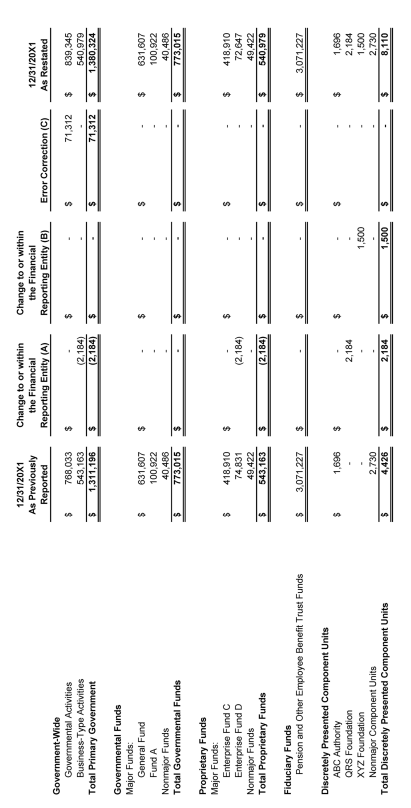 12/31/20X1 As Previously Reported	Change to or within the Financial Reporting Entity (A)	Change to or within the Financial Reporting Entity (B)	Error Correction (C)	12/31/20X1 As Restated
Government-Wide
Governmental Activities	$ 768,033	$ -	$ -	$ 71,312	$ 839,345
Business-Type Activities	543,163	(2,184)	-	-	540,979
Total Primary Government	$ 1,311,196	$ (2,184)	$ -	$ 71,312	$ 1,380,324
Governmental Funds
Major Funds:
General Fund	$ 631,607	$ -	$ -	$ -	$ 631,607
Fund A	100,922	-	-	-	100,922
Nonmajor Funds	40,486	-	-	-	40,486
Total Governmental Funds	$ 773,015	$ -	$ -	$ -	$ 773,015
Proprietary Funds
Major Funds:
Enterprise Fund C	$ 418,910	$ -	$ -	$ -	$ 418,910
Enterprise Fund D	74,831	(2,184)	-	-	72,647
Nonmajor Funds	49,422	-	-	-	49,422
Total Proprietary Funds	$ 543,163	$ (2,184)	$ -	$ -	$ 540,979
Fiduciary Funds
Pension and Other Employee Benefit Trust Funds	$ 3,071,227	$ -	$ -	$ -	$ 3,071,227
Discretely Presented Component Units
ABC Authority	$ 1,696	$ -	$ -	$ -	$ 1,696
QRS Foundation	-	2,184	-	-	2,184
XYZ Foundation	-	-	1,500	-	1,500
Nonmajor Component Units	2,730	-	-	-	2,730
Total Discretely Presented Component Units	$ 4,426	$ 2,184	$ 1,500	$ -	$ 8,110